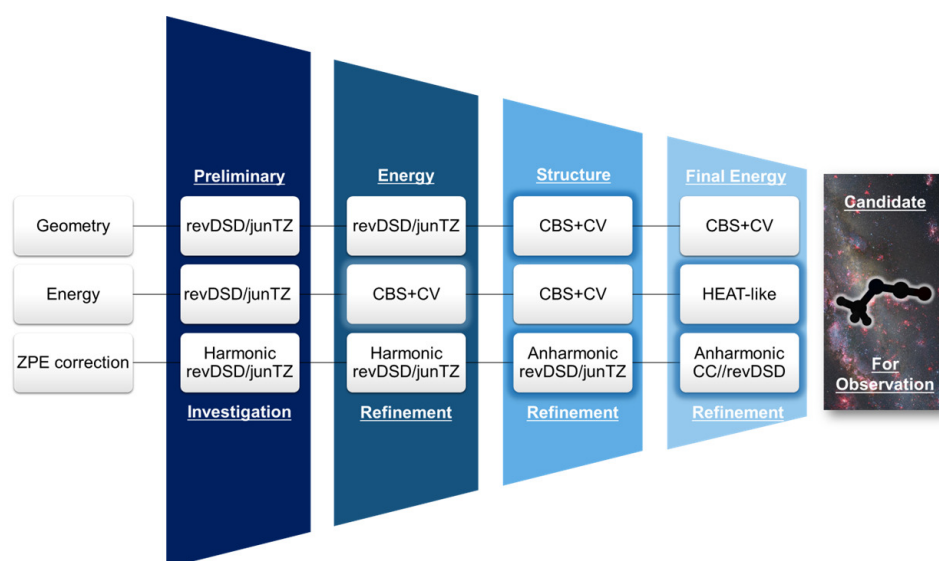 Preliminary
Energy
Structure
Final Energy
Candidate
Geometry
revDSD/junTZ
revDSD/junTZ
CBS+CV
CBS+CV
Energy
revDSD/junTZ
CBS+CV
CBS+CV
HEAT-like
ZPE correction
Harmonic
revDSD/junTZ
Harmonic
revDSD/junTZ
Anharmonic
revDSD/junTZ
Anharmonic
CC//revDSD
For
Observation
Investigation
Refinement
Refinement
Refinement